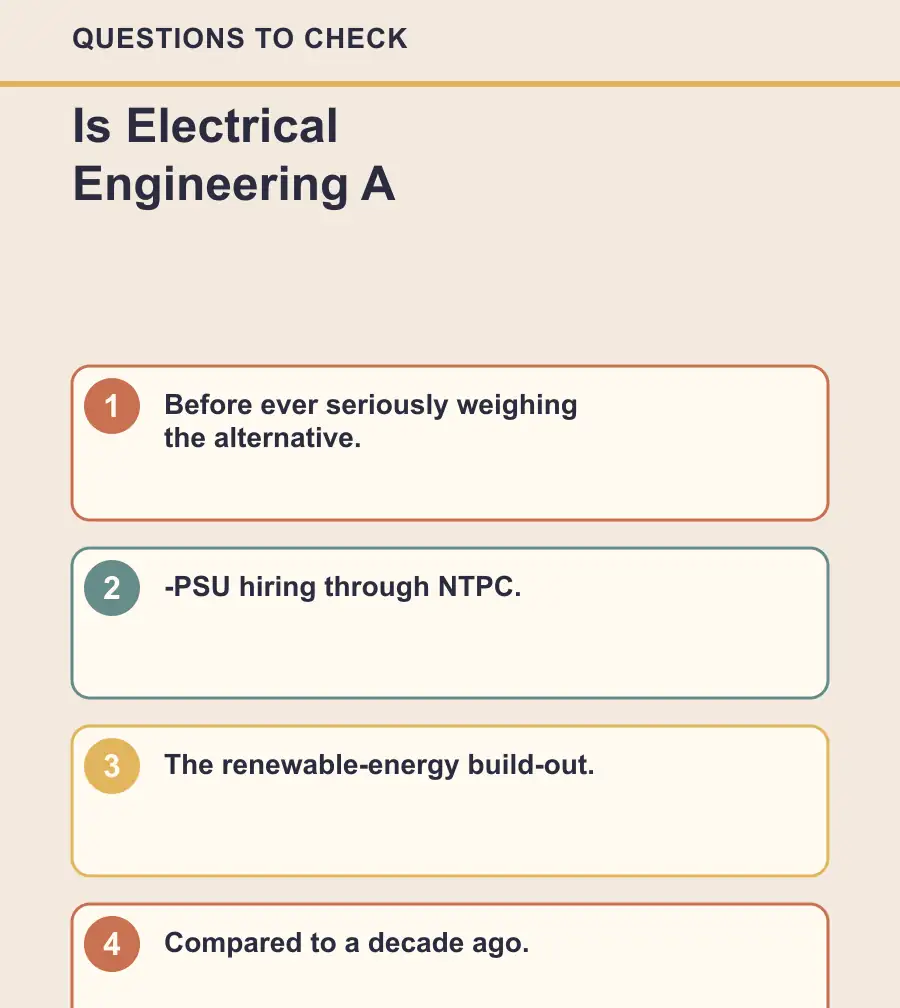 QUESTIONS TO CHECK
Is Electrical
Engineering A
1
Before ever seriously weighing
the alternative.
2
-PSU hiring through NTPC.
3
The renewable-energy build-out.
4
Compared to a decade ago.